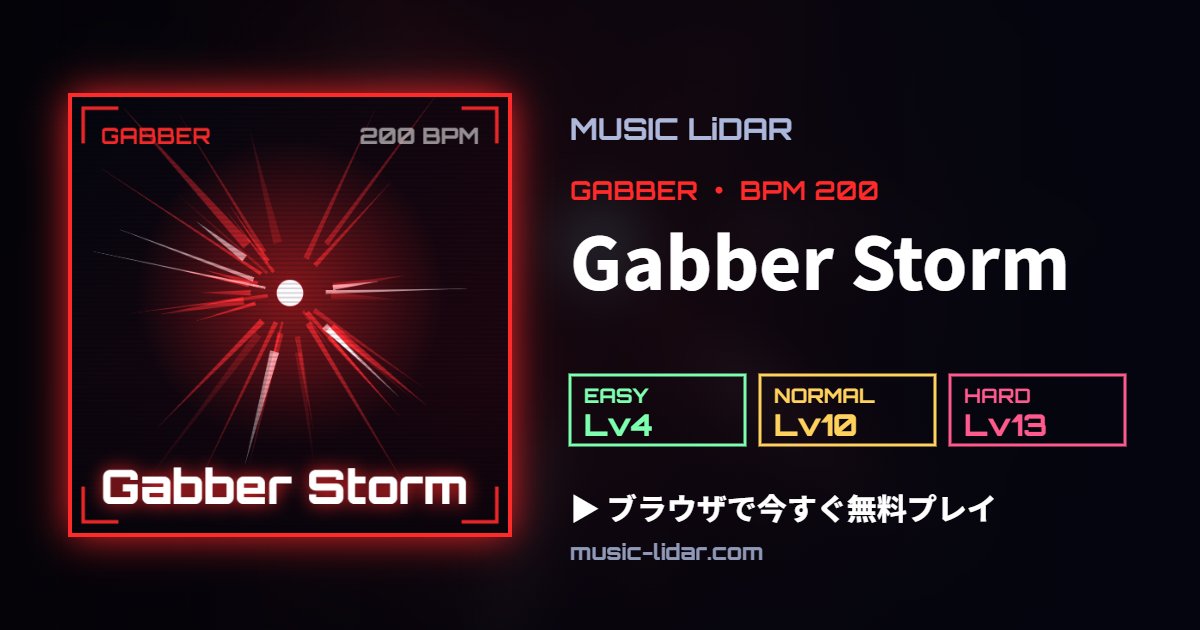 GABBER
200 BPM
Gabber Storm
MUSIC LiDAR
GABBER • BPM 200
Gabber Storm
EASY
Lv4
NORMAL
Lv10
HARD
Lv13
▶ ブラウザで今すぐ無料プレイ
music-lidar.com